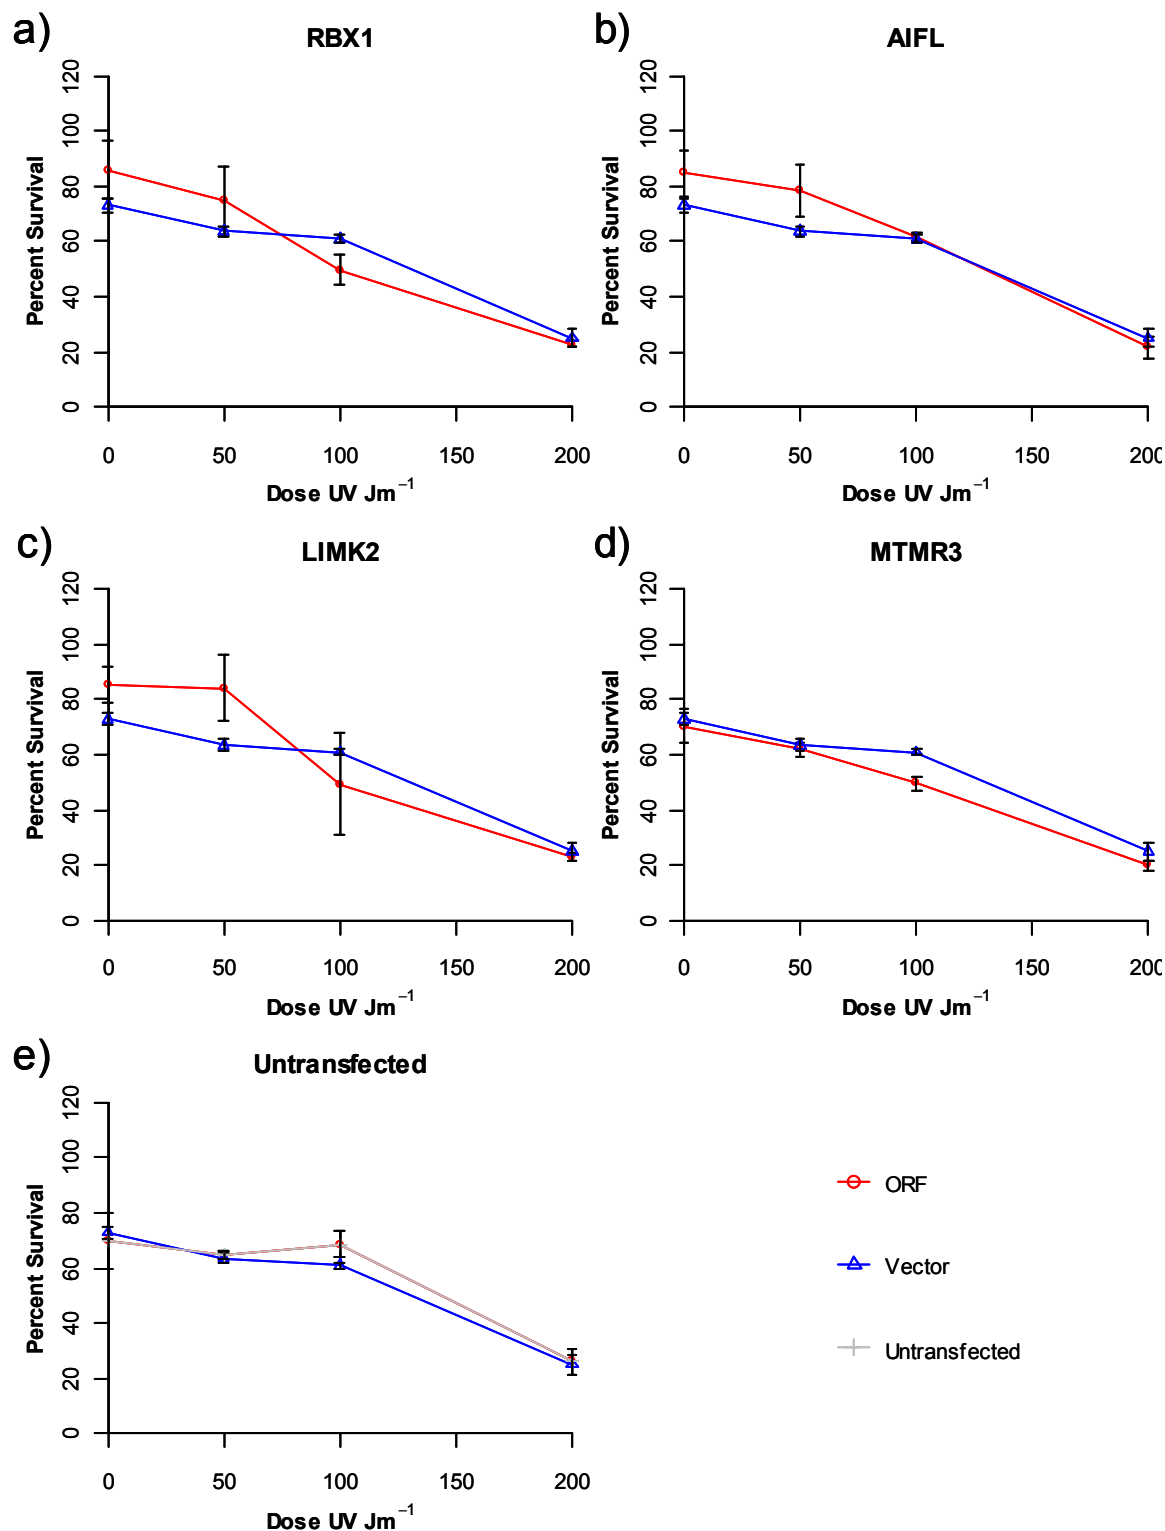 a)
RBX1
Percent Survival
0 20 40 60 80 100 120
0 50 100 150 200
Dose UV Jm⁻¹
b)
AIFL
Percent Survival
0 20 40 60 80 100 120
0 50 100 150 200
Dose UV Jm⁻¹
c)
LIMK2
Percent Survival
0 20 40 60 80 100 120
0 50 100 150 200
Dose UV Jm⁻¹
d)
MTMR3
Percent Survival
0 20 40 60 80 100 120
0 50 100 150 200
Dose UV Jm⁻¹
e)
Untransfected
Percent Survival
0 20 40 60 80 100 120
0 50 100 150 200
Dose UV Jm⁻¹
ORF
Vector
Untransfected